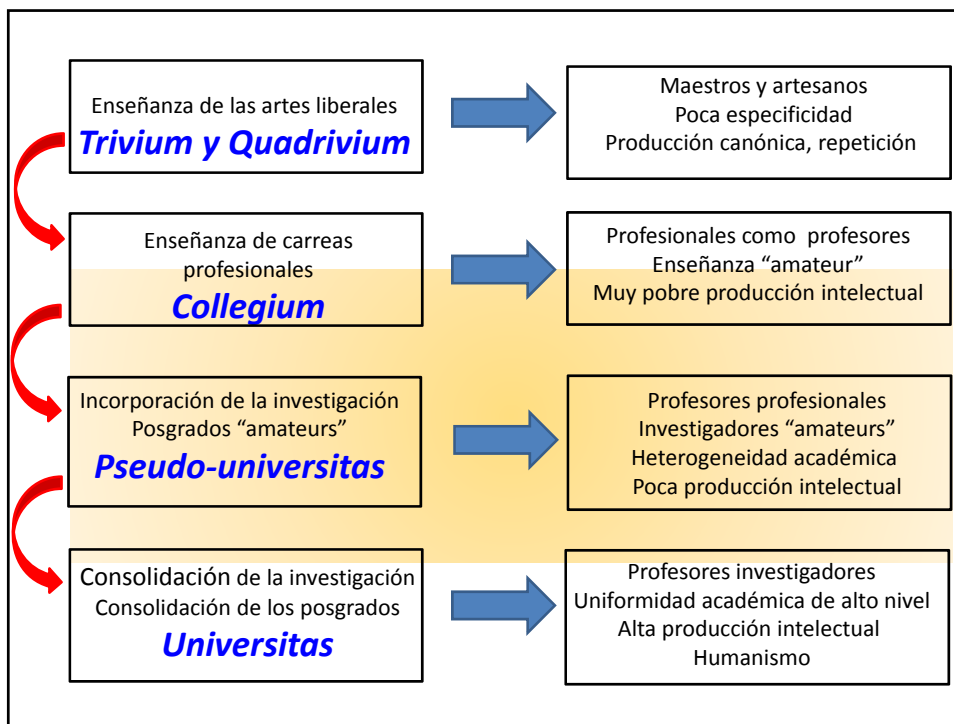 Enseñanza de las artes liberales
Trivium y Quadrivium
Maestros y artesanos
Poca especificidad
Producción canónica, repetición
Enseñanza de carreas
profesionales
Collegium
Profesionales como profesores
Enseñanza “amateur”
Muy pobre producción intelectual
Incorporación de la investigación
Posgrados “amateurs”
Pseudo-universitas
Profesores profesionales
Investigadores “amateurs”
Heterogeneidad académica
Poca producción intelectual
Consolidación de la investigación
Consolidación de los posgrados
Universitas
Profesores investigadores
Uniformidad académica de alto nivel
Alta producción intelectual
Humanismo